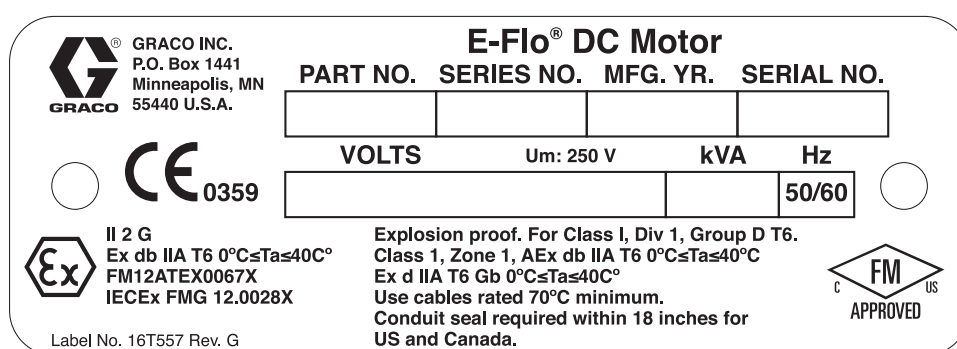 ® GRACO INC.
P.O. Box 1441
Minneapolis, MN
55440 U.S.A.
GRACO
E-Flo® DC Motor
PART NO. SERIES NO. MFG. YR. SERIAL NO.
VOLTS Um: 250 V kVA Hz
50/60
CE 0359
Ex
II 2 G
Ex db IIA T6 0°C≤Ta≤40C°
FM12ATEX0067X
IECEx FMG 12.0028X
Label No. 16T557 Rev. G
Explosion proof. For Class I, Div 1, Group D T6.
Class 1, Zone 1, AEx db IIA T6 0°C≤Ta≤40°C
Ex d IIA T6 Gb 0°C≤Ta≤40C°
Use cables rated 70°C minimum.
Conduit seal required within 18 inches for
US and Canada.
C FM US
APPROVED